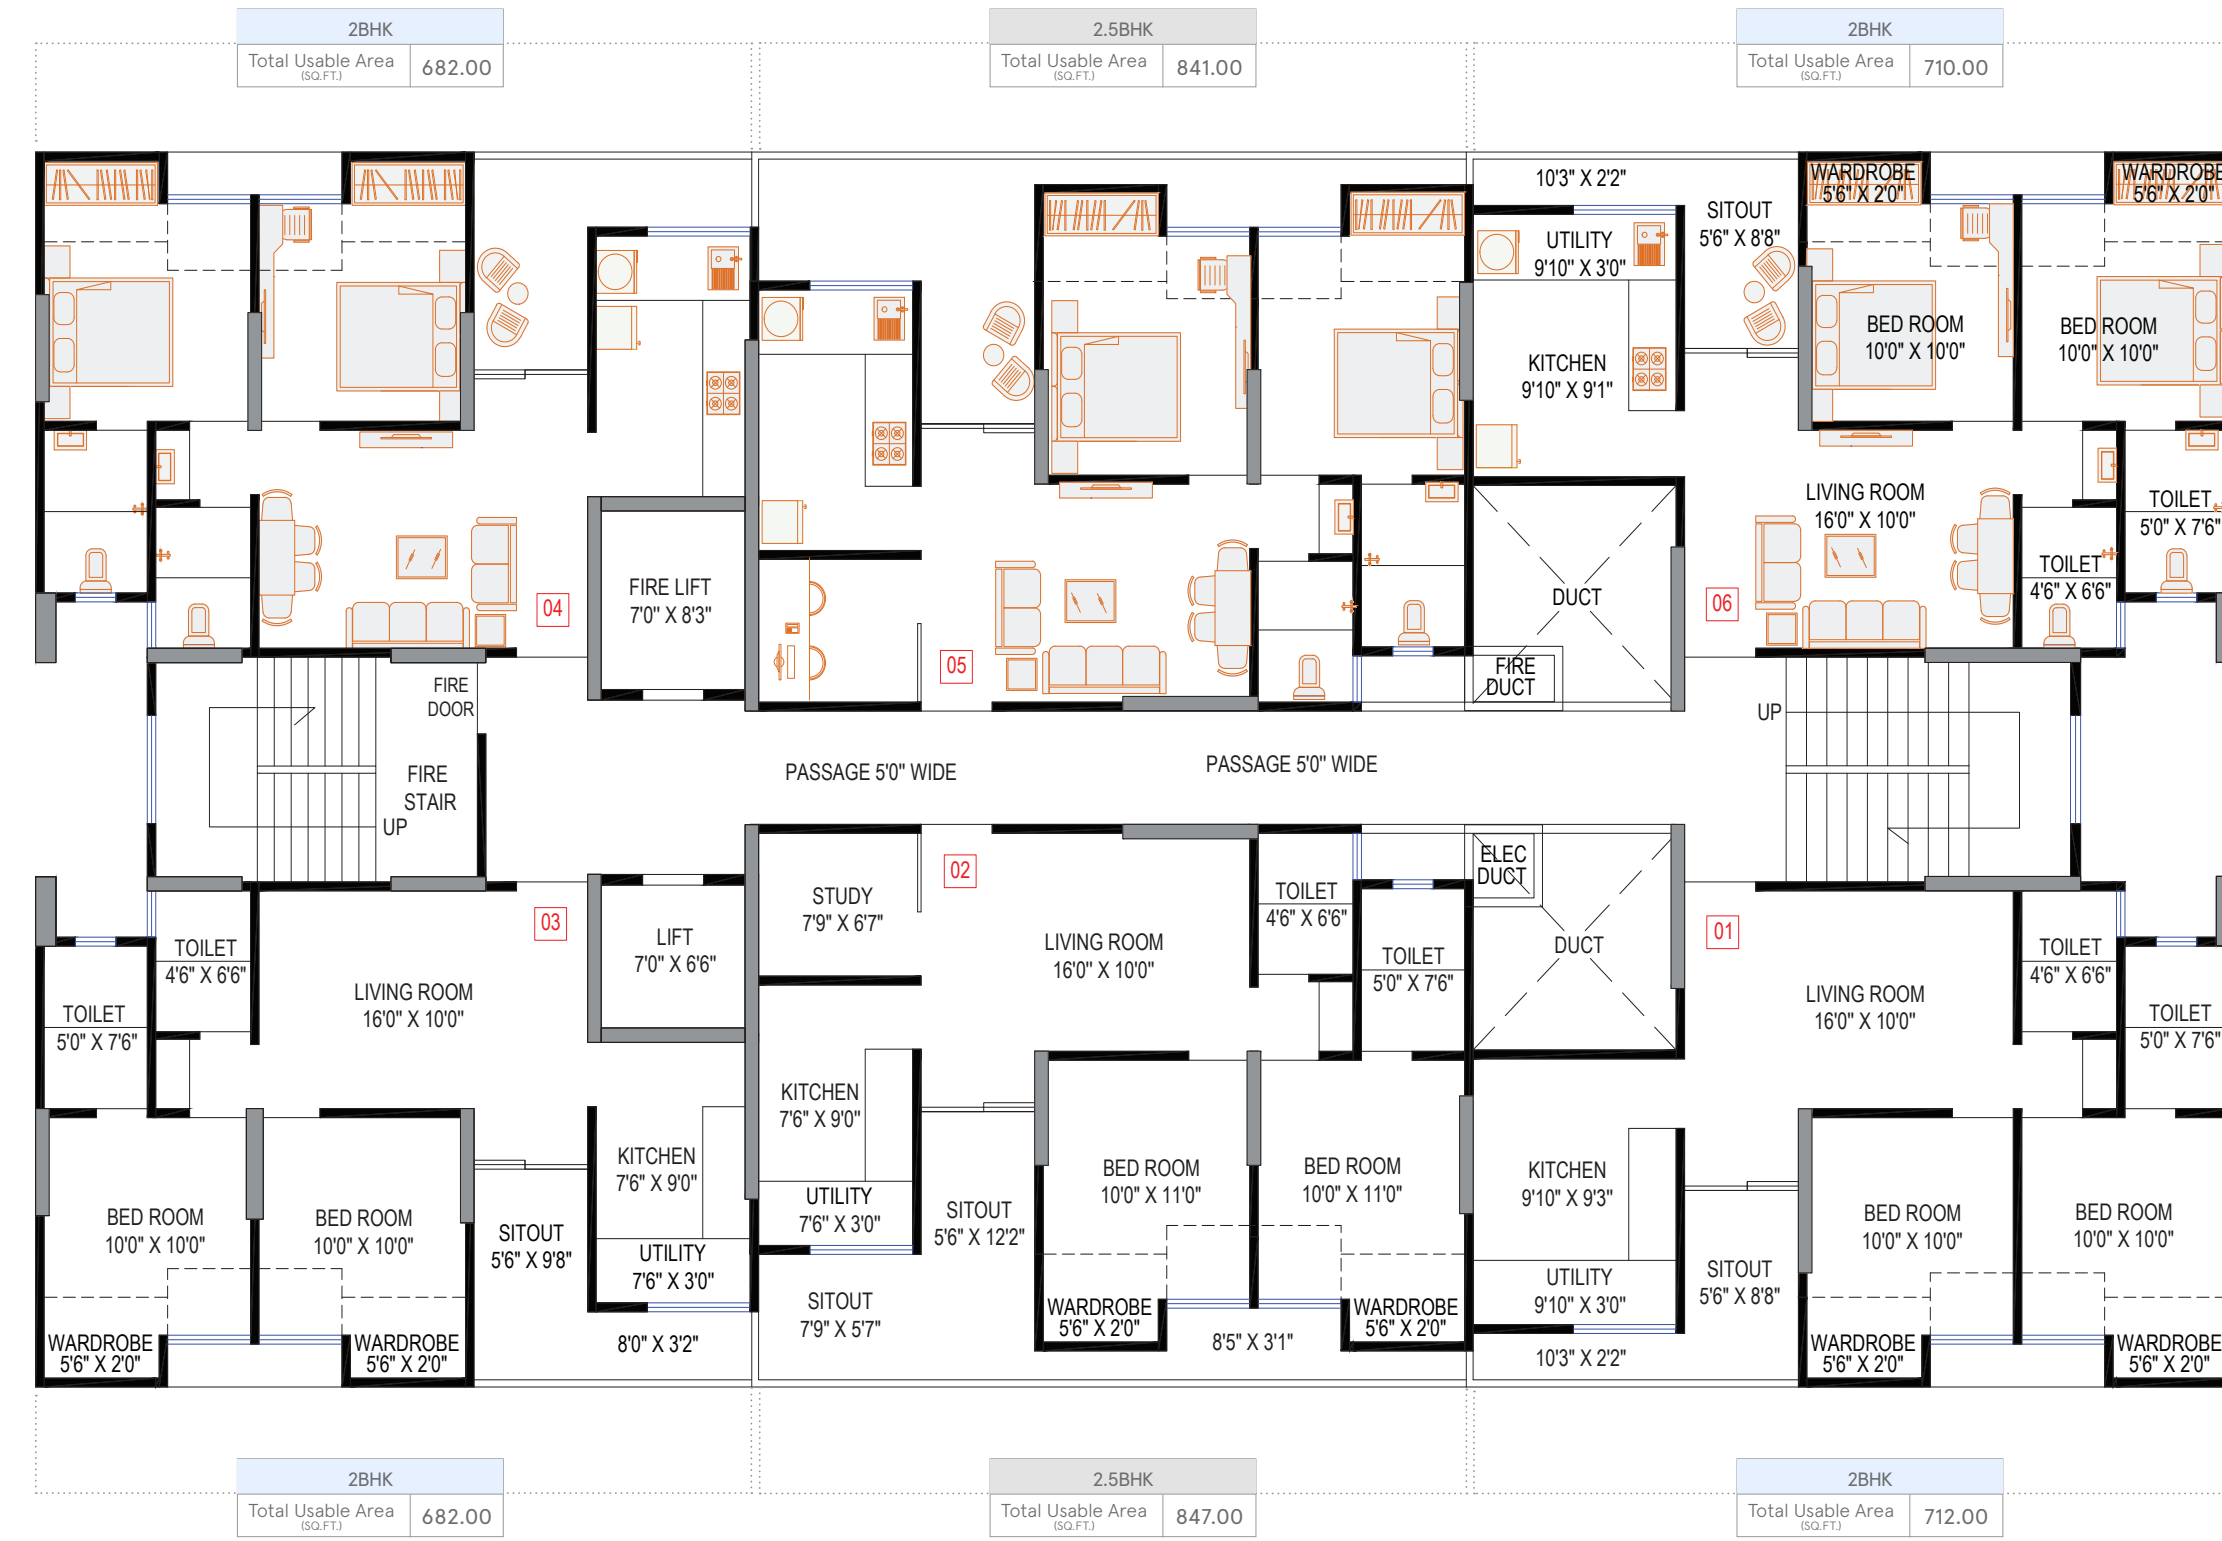 2BHK
Total Usable Area
(SQ.FT.)
682.00
2.5BHK
Total Usable Area
(SQ.FT.)
841.00
2BHK
Total Usable Area
(SQ.FT.)
710.00
10'3" X 2'2"
SITOUT
5'6" X 8'8"
WARDROBE
5'6" X 2'0"
WARDROBE
5'6" X 2'0"
UTILITY
9'10" X 3'0"
KITCHEN
9'10" X 9'1"
BED ROOM
10'0" X 10'0"
BED ROOM
10'0" X 10'0"
LIVING ROOM
16'0" X 10'0"
TOILET
5'0" X 7'6"
TOILET
4'6" X 6'6"
FIRE LIFT
7'0" X 8'3"
04
05
06
DUCT
FIRE
DUCT
FIRE
DOOR
FIRE
STAIR
UP
PASSAGE 5'0" WIDE
PASSAGE 5'0" WIDE
UP
03
02
01
TOILET
4'6" X 6'6"
TOILET
5'0" X 7'6"
LIVING ROOM
16'0" X 10'0"
LIFT
7'0" X 6'6"
STUDY
7'9" X 6'7"
LIVING ROOM
16'0" X 10'0"
TOILET
4'6" X 6'6"
TOILET
5'0" X 7'6"
ELEC
DUCT
DUCT
LIVING ROOM
16'0" X 10'0"
TOILET
4'6" X 6'6"
TOILET
5'0" X 7'6"
BED ROOM
10'0" X 10'0"
BED ROOM
10'0" X 10'0"
SITOUT
5'6" X 9'8"
KITCHEN
7'6" X 9'0"
UTILITY
7'6" X 3'0"
8'0" X 3'2"
WARDROBE
5'6" X 2'0"
WARDROBE
5'6" X 2'0"
KITCHEN
7'6" X 9'0"
UTILITY
7'6" X 3'0"
SITOUT
5'6" X 12'2"
SITOUT
7'9" X 5'7"
BED ROOM
10'0" X 11'0"
BED ROOM
10'0" X 11'0"
WARDROBE
5'6" X 2'0"
8'5" X 3'1"
WARDROBE
5'6" X 2'0"
KITCHEN
9'10" X 9'3"
UTILITY
9'10" X 3'0"
10'3" X 2'2"
SITOUT
5'6" X 8'8"
BED ROOM
10'0" X 10'0"
BED ROOM
10'0" X 10'0"
WARDROBE
5'6" X 2'0"
WARDROBE
5'6" X 2'0"
2BHK
Total Usable Area
(SQ.FT.)
682.00
2.5BHK
Total Usable Area
(SQ.FT.)
847.00
2BHK
Total Usable Area
(SQ.FT.)
712.00